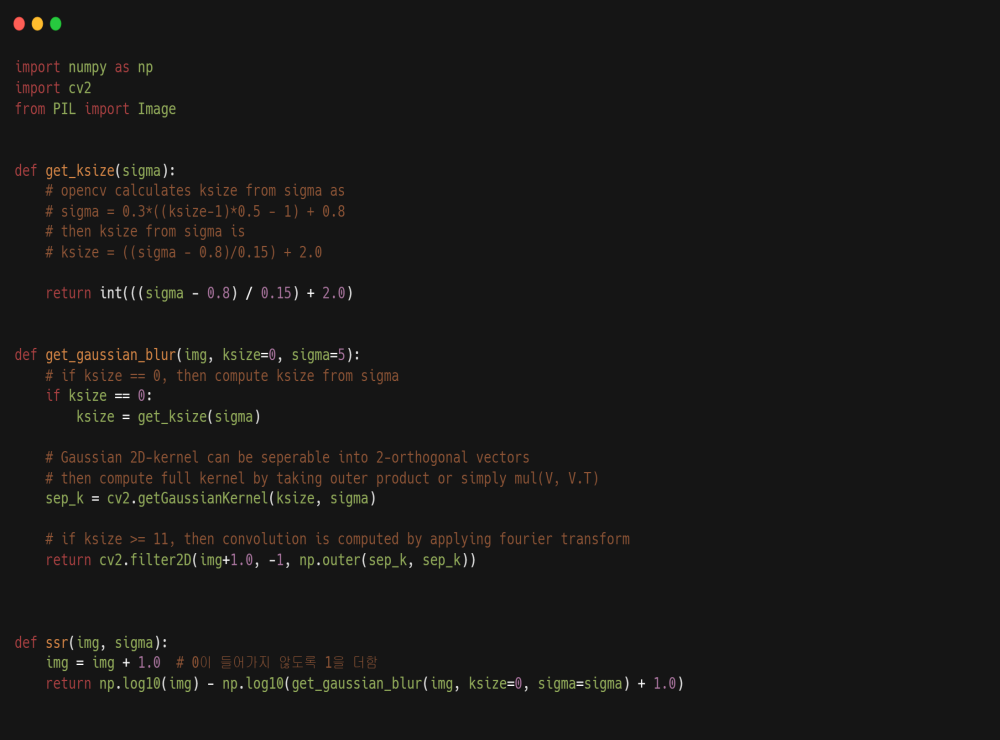 import numpy as np
import cv2
from PIL import Image
def get_ksize(sigma):
    # opencv calculates ksize from sigma as
    # sigma = 0.3*((ksize-1)*0.5 - 1) + 0.8
    # then ksize from sigma is
    # ksize = ((sigma - 0.8)/0.15) + 2.0
    return int(((sigma - 0.8) / 0.15) + 2.0)
def get_gaussian_blur(img, ksize=0, sigma=5):
    # if ksize == 0, then compute ksize from sigma
    if ksize == 0:
        ksize = get_ksize(sigma)
    # Gaussian 2D-kernel can be seperable into 2-orthogonal vectors
    # then compute full kernel by taking outer product or simply mul(V, V.T)
    sep_k = cv2.getGaussianKernel(ksize, sigma)
    # if ksize >= 11, then convolution is computed by applying fourier transform
    return cv2.filter2D(img+1.0, -1, np.outer(sep_k, sep_k))
def ssr(img, sigma):
    img = img + 1.0  # 0이 들어가지 않도록 1을 더함
    return np.log10(img) - np.log10(get_gaussian_blur(img, ksize=0, sigma=sigma) + 1.0)